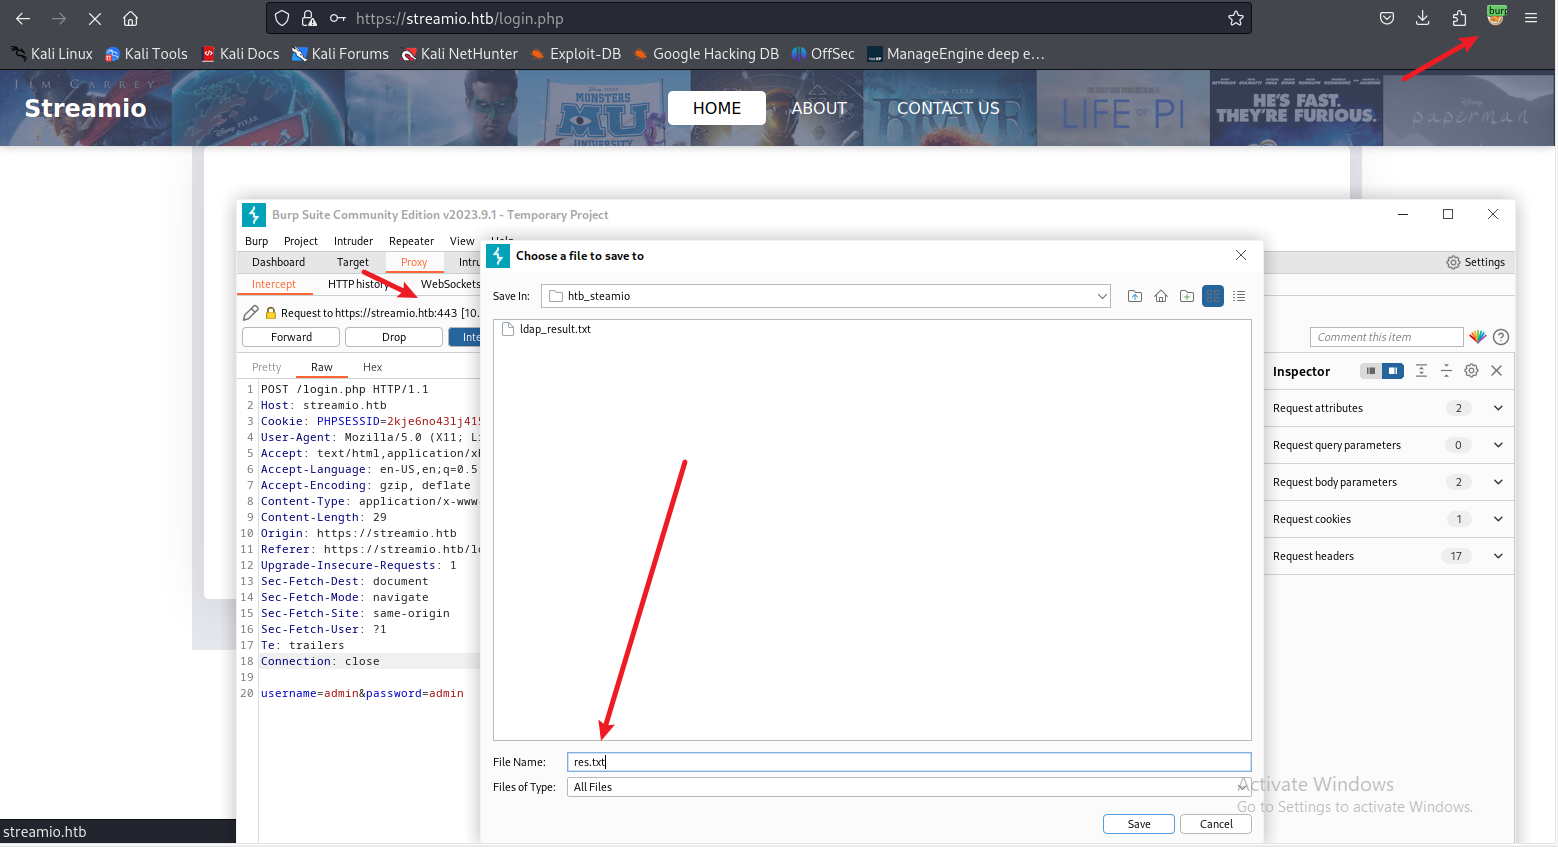 https://streamio.htb/login.php
burp
Kali Linux Kali Tools Kali Docs Kali Forums Kali NetHunter Exploit-DB Google Hacking DB OffSec ManageEngine deep e…
JIM CARREY
Streamio
MONSTERS
MU
UNIVERSITY
HOME ABOUT CONTACT US
LIFE OF PI
HE'S FAST.
THEY'RE FURIOUS.
paperman
Burp Suite Community Edition v2023.9.1 - Temporary Project
Burp Project Intruder Repeater View Help
Dashboard Target Proxy Intru
Settings
Intercept HTTP history WebSockets
Request to https://streamio.htb:443 [10.
Forward Drop Inte
Comment this item
Pretty Raw Hex
1 POST /login.php HTTP/1.1
2 Host: streamio.htb
3 Cookie: PHPSESSID=2kje6no43lj415
4 User-Agent: Mozilla/5.0 (X11; Li
5 Accept: text/html,application/xh
6 Accept-Language: en-US,en;q=0.5
7 Accept-Encoding: gzip, deflate
8 Content-Type: application/x-www-
9 Content-Length: 29
10 Origin: https://streamio.htb
11 Referer: https://streamio.htb/lo
12 Upgrade-Insecure-Requests: 1
13 Sec-Fetch-Dest: document
14 Sec-Fetch-Mode: navigate
15 Sec-Fetch-Site: same-origin
16 Sec-Fetch-User: ?1
17 Te: trailers
18 Connection: close
19
20 username=admin&password=admin
Choose a file to save to
Save In: htb_steamio
ldap_result.txt
File Name: res.txt
Files of Type: All Files
Save Cancel
Inspector
Request attributes 2
Request query parameters 0
Request body parameters 2
Request cookies 1
Request headers 17
Activate Windows
Go to Settings to activate Windows.
streamio.htb